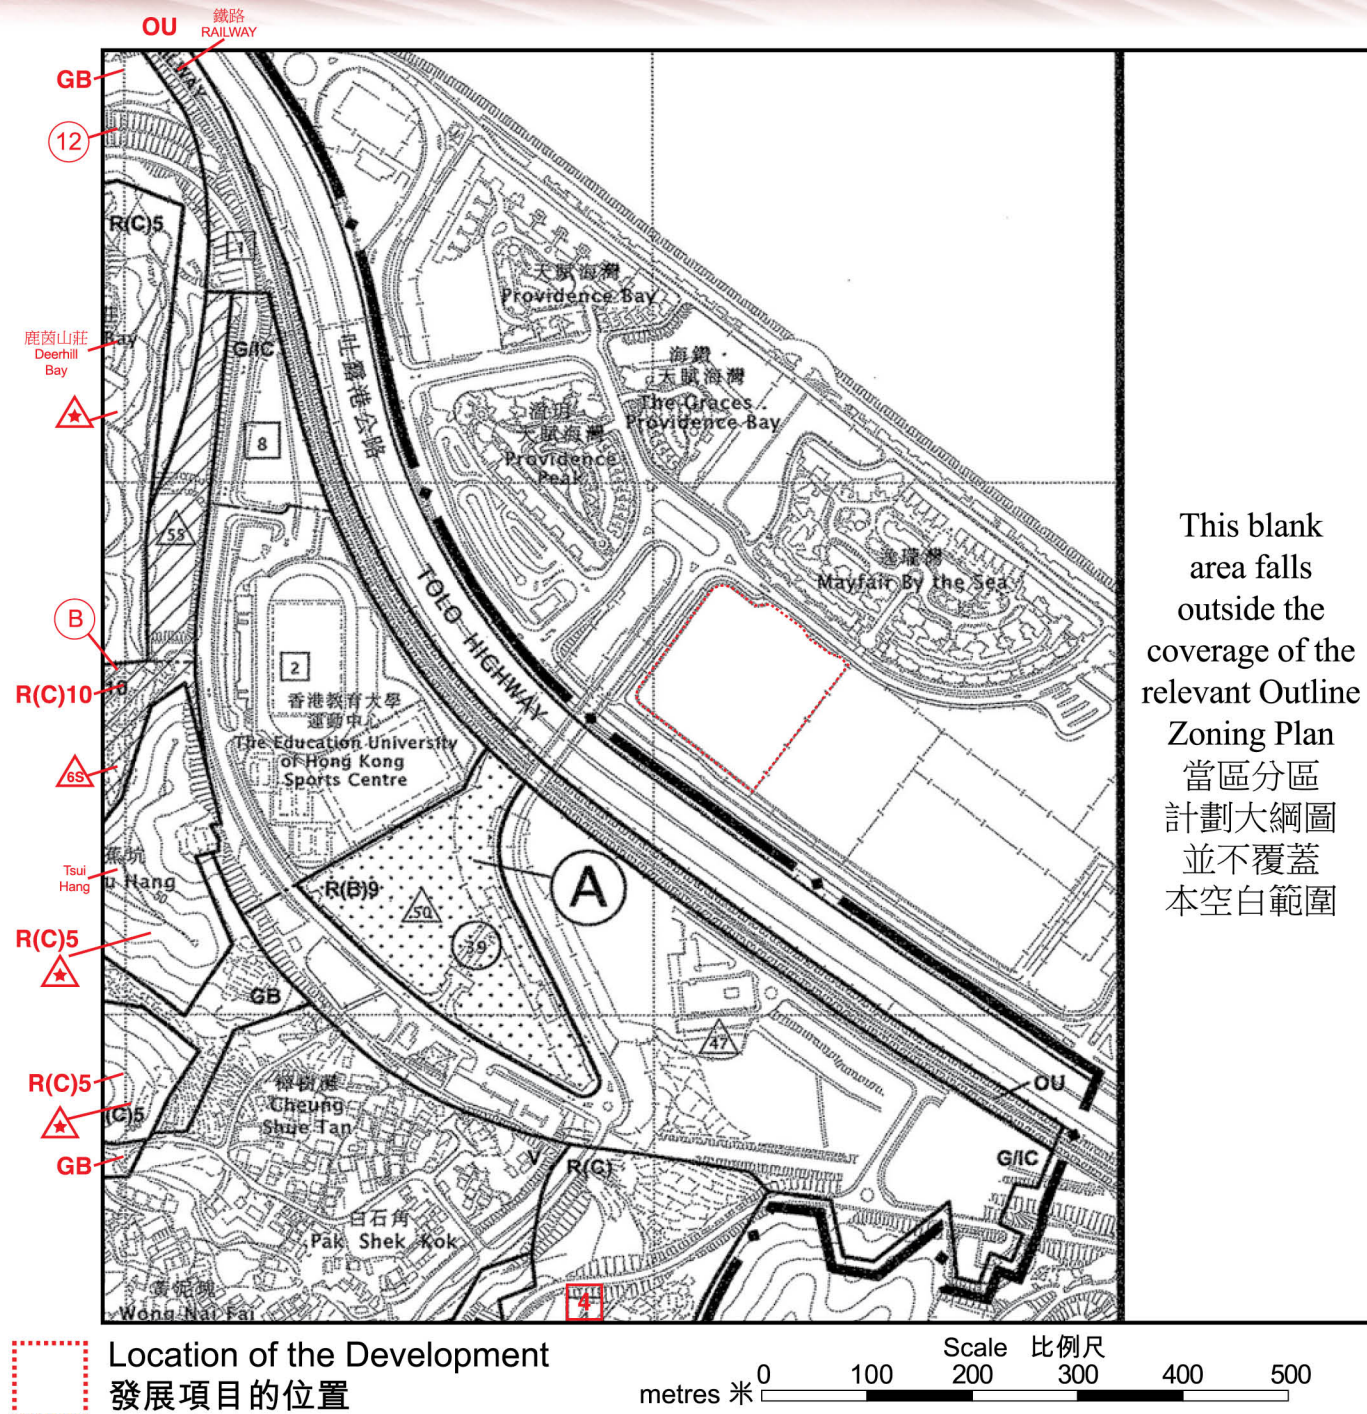 OU
鐵路
RAILWAY
GB
12
R(C)5
1
鹿茵山莊
Deerhill
Bay
Bay
G/IC
8
吐露港公路
天賦海灣
Providence Bay
海鑽
天賦海灣
The Graces
Providence Bay
天賦海灣
Providence
Peak
逸瓏灣
Mayfair By the Sea
55
TOLO HIGHWAY
B
R(C)10
2
香港教育大學
運動中心
The Education University
of Hong Kong
Sports Centre
6S
A
R(B)9
50
39
Tsui
Hang
u Hang
50
R(C)5
GB
47
R(C)5
(C)5
樟樹灘
Cheung
Shue Tan
OU
GB
V
R(C)
G/IC
白石角
Pak Shek Kok
黃泥塊
Wong Nai Fai
4
This blank
area falls
outside the
coverage of the
relevant Outline
Zoning Plan
當區分區
計劃大綱圖
並不覆蓋
本空白範圍
Location of the Development
發展項目的位置
Scale 比例尺
metres 米 0 100 200 300 400 500